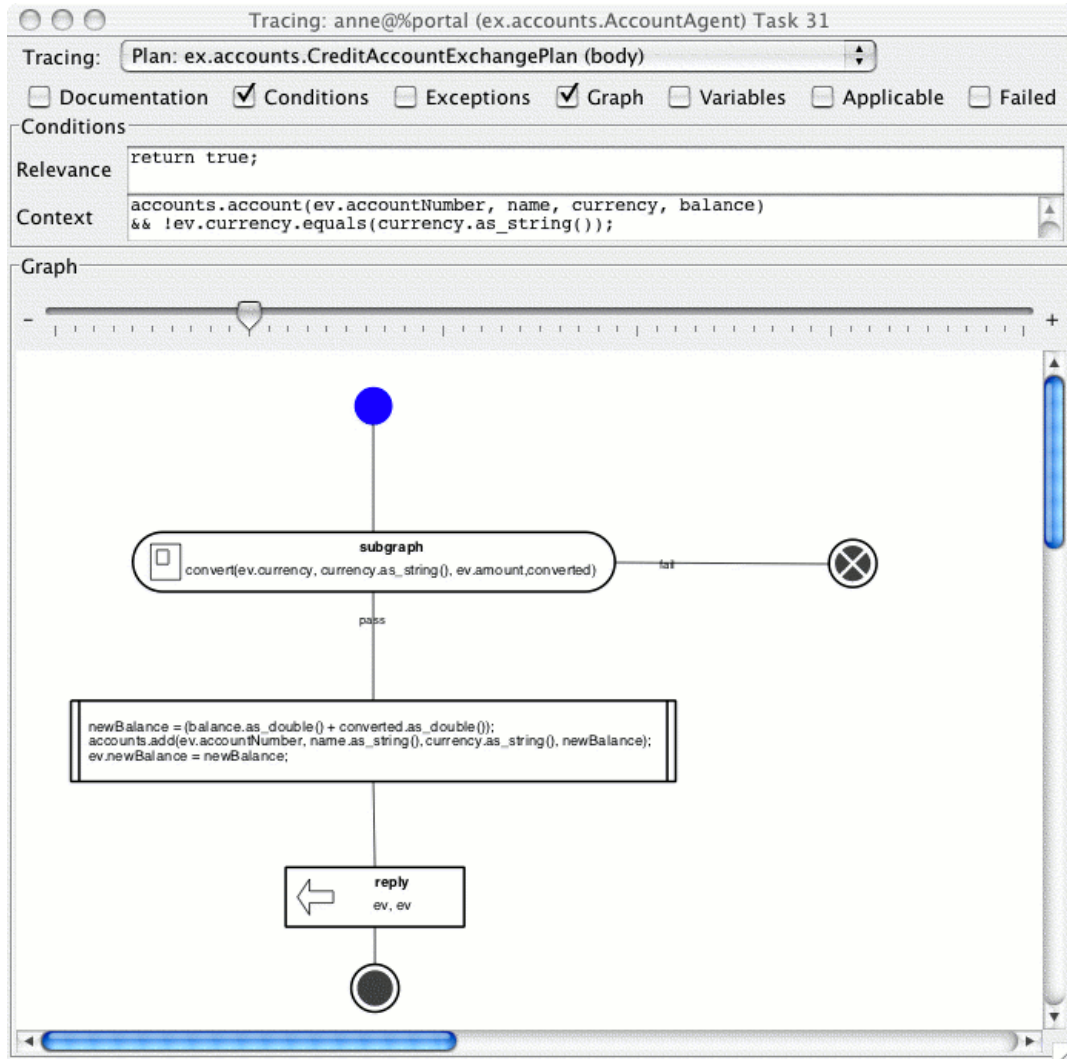 Tracing: anne@%portal (ex.accounts.AccountAgent) Task 31
Tracing: Plan: ex.accounts.CreditAccountExchangePlan (body)
Documentation Conditions Exceptions Graph Variables Applicable Failed
Conditions
Relevance return true;
Context accounts.account(ev.accountNumber, name, currency, balance)
&& !ev.currency.equals(currency.as_string());
Graph
- +
subgraph
convert(ev.currency, currency.as_string(), ev.amount,converted)
fail
pass
newBalance = (balance.as_double() + converted.as_double());
accounts.add(ev.accountNumber, name.as_string(), currency.as_string(), newBalance);
ev.newBalance = newBalance;
reply
ev, ev